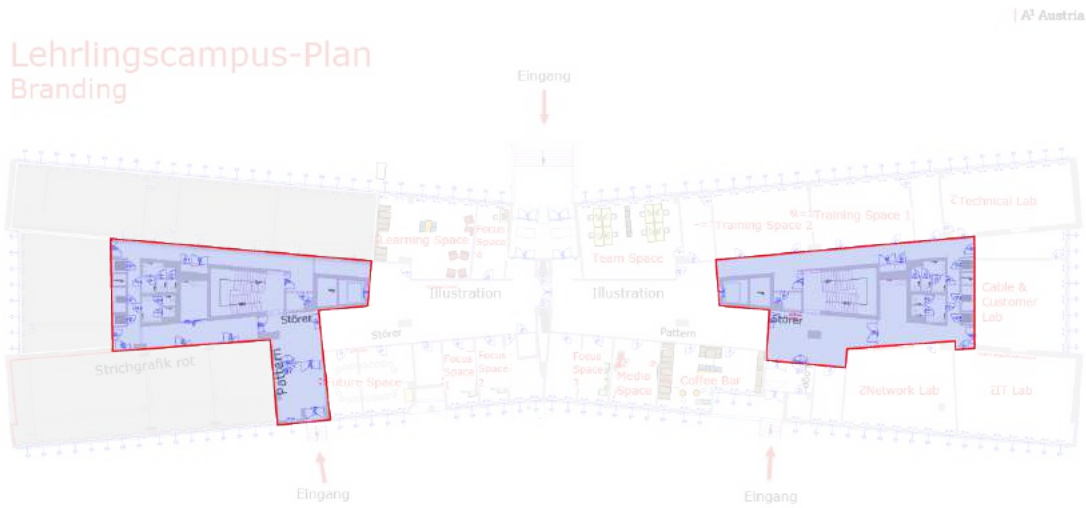 A¹ Austria
Lehrlingscampus-Plan
Branding
Eingang
Technical Lab
Training Space 1
Training Space 2
Learning Space
Focus
Space
4
Team Space
Illustration
Illustration
Cable &
Customer
Lab
Störer
Störer
Störer
Pattern
Strichgrafik rot
Pattern
Future Space
Focus
Space
1
Focus
Space
2
Focus
Space
3
Media
Space
Coffee Bar
Network Lab
IT Lab
Eingang
Eingang